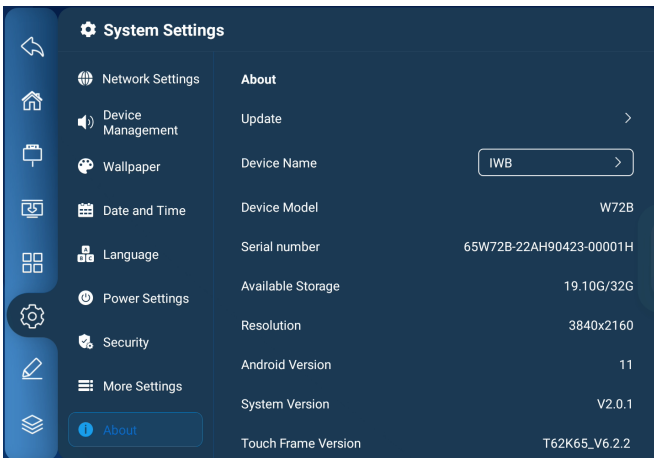 System Settings
Network Settings
Device
Management
Wallpaper
Date and Time
A
B C
Language
Power Settings
Security
More Settings
About
About
Update
Device Name IWB
Device Model W72B
Serial number 65W72B-22AH90423-00001H
Available Storage 19.10G/32G
Resolution 3840x2160
Android Version 11
System Version V2.0.1
Touch Frame Version T62K65_V6.2.2